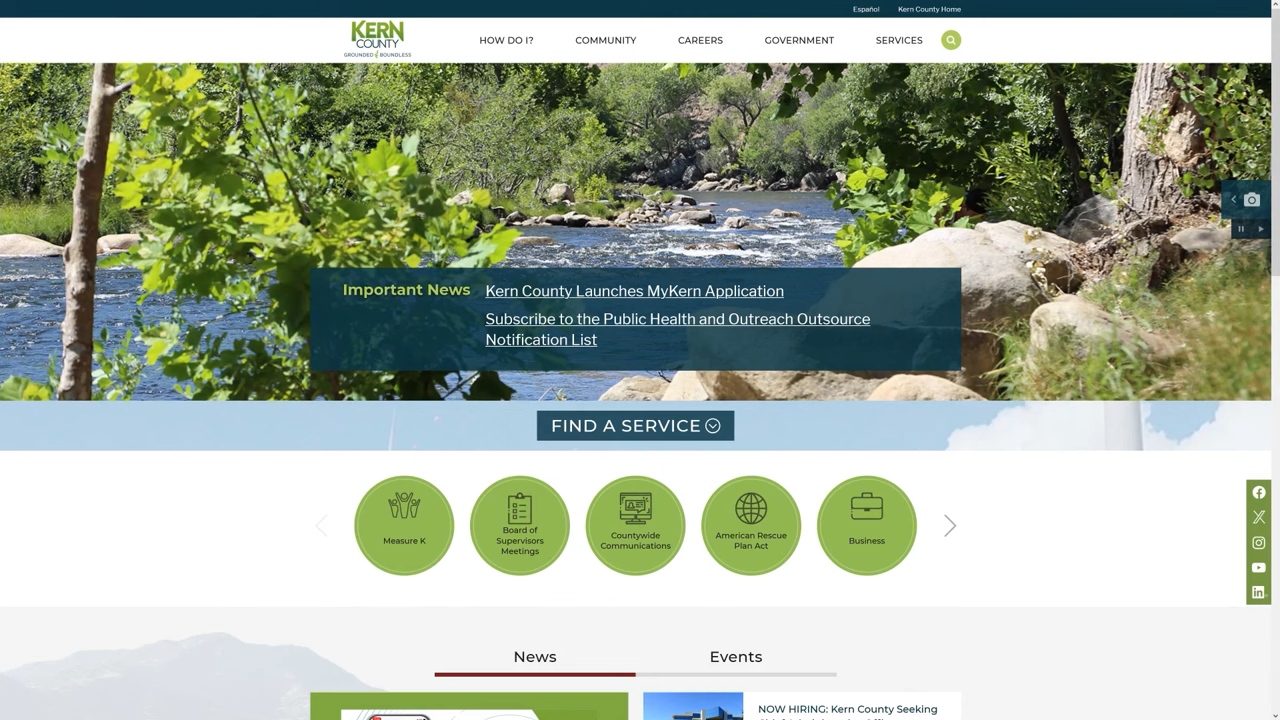 Español Kern County Home
KERN
COUNTY
GROUNDED & BOUNDLESS
HOW DO I? COMMUNITY CAREERS GOVERNMENT SERVICES
Important News
Kern County Launches MyKern Application
Subscribe to the Public Health and Outreach Outsource
Notification List
FIND A SERVICE
Measure K
Board of
Supervisors
Meetings
Countywide
Communications
American Rescue
Plan Act
Business
News Events
NOW HIRING: Kern County Seeking